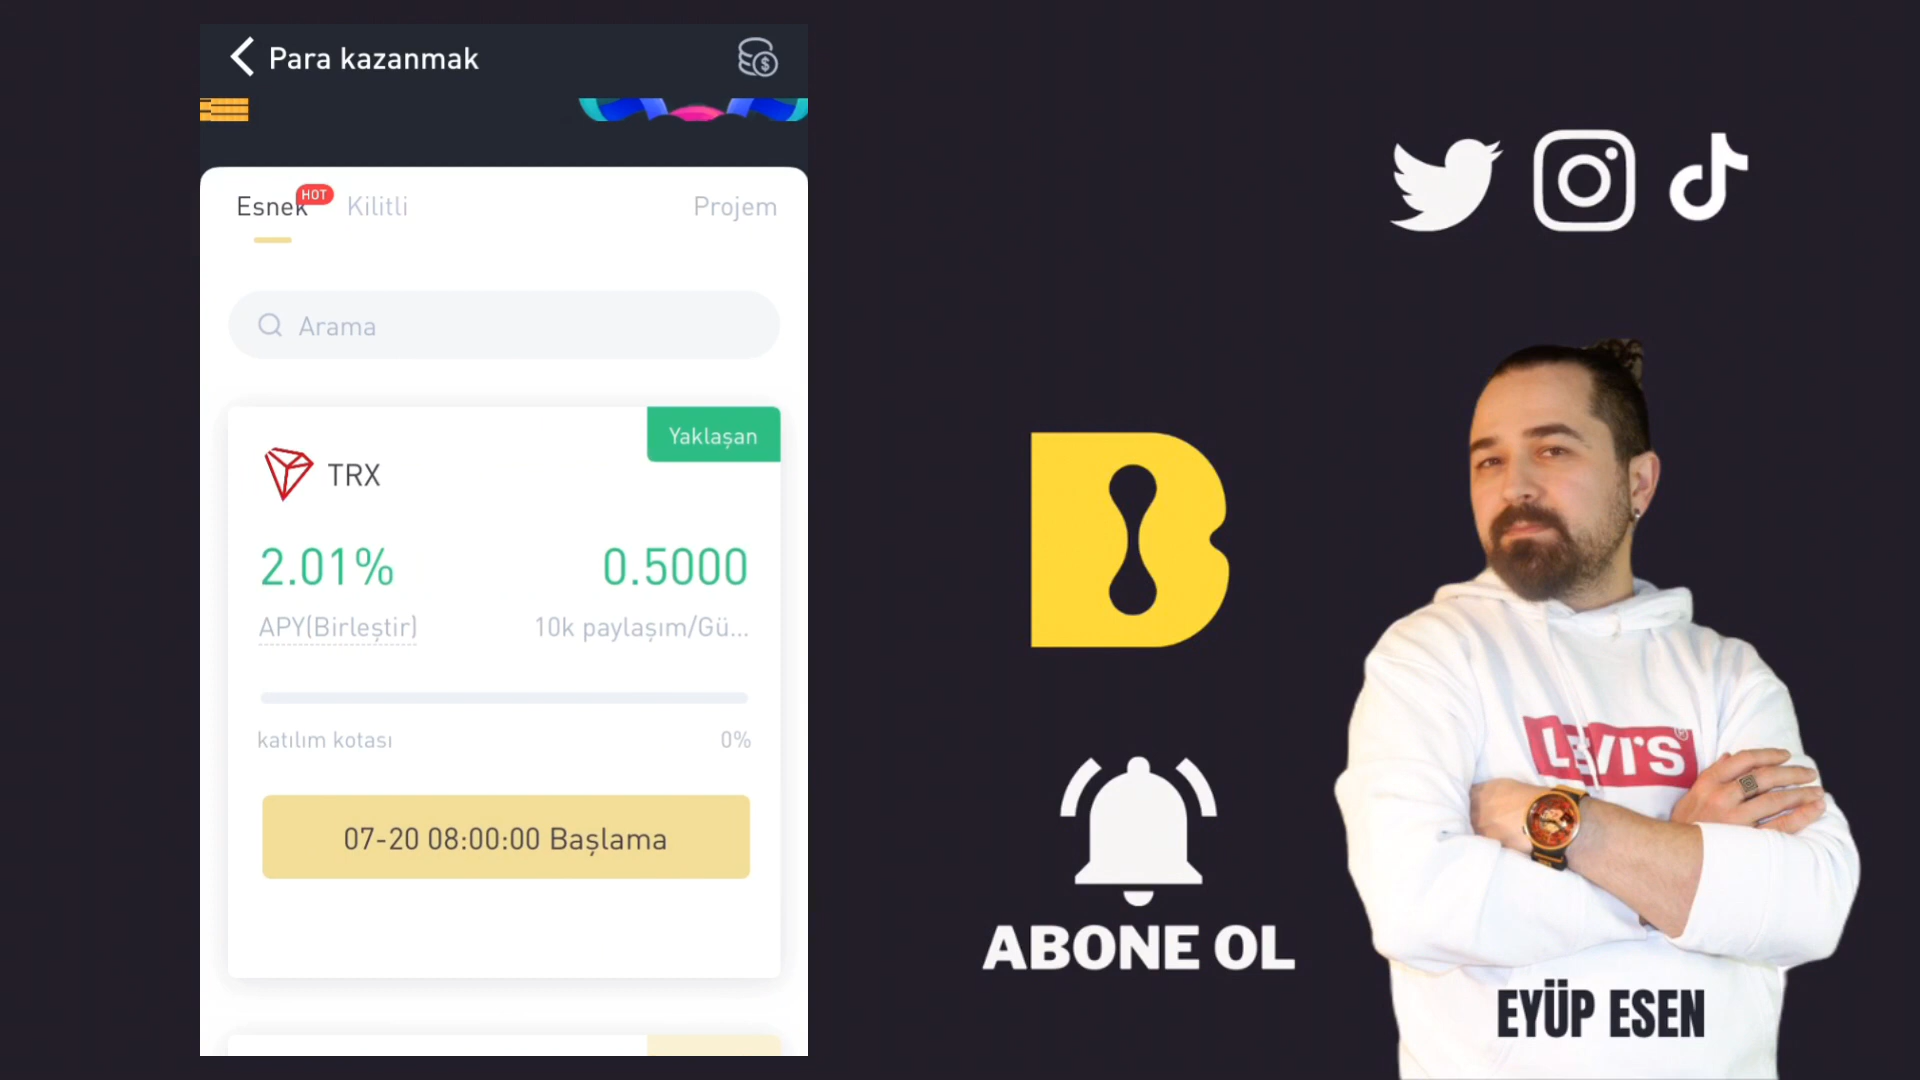 Para kazanmak
Esnek
HOT
Kilitli
Projem
Arama
Yaklaşan
TRX
2.01%
0.5000
APY(Birleştir)
10k paylaşım/Gü...
katılım kotası
0%
07-20 08:00:00 Başlama
LEVI'S®
ABONE OL
EYÜP ESEN